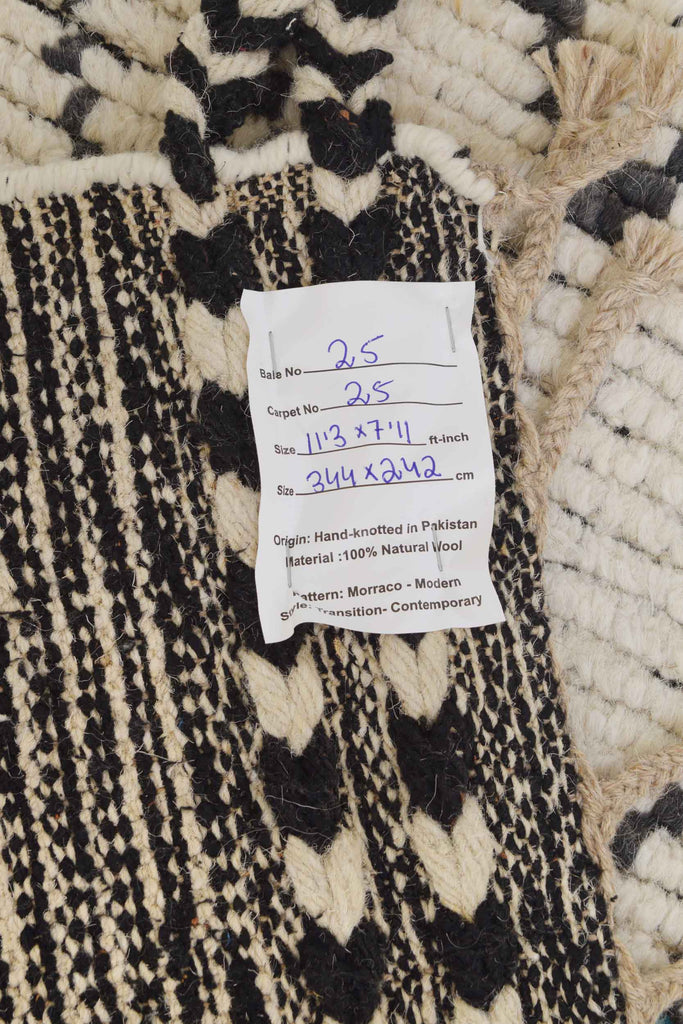 Bale No 25
Carpet No 25
Size 11'3 x 7'11 ft-inch
Size 344 x 242 cm
Origin: Hand-knotted in Pakistan
Material :100% Natural Wool
Pattern: Morraco - Modern
Style: Transition- Contemporary